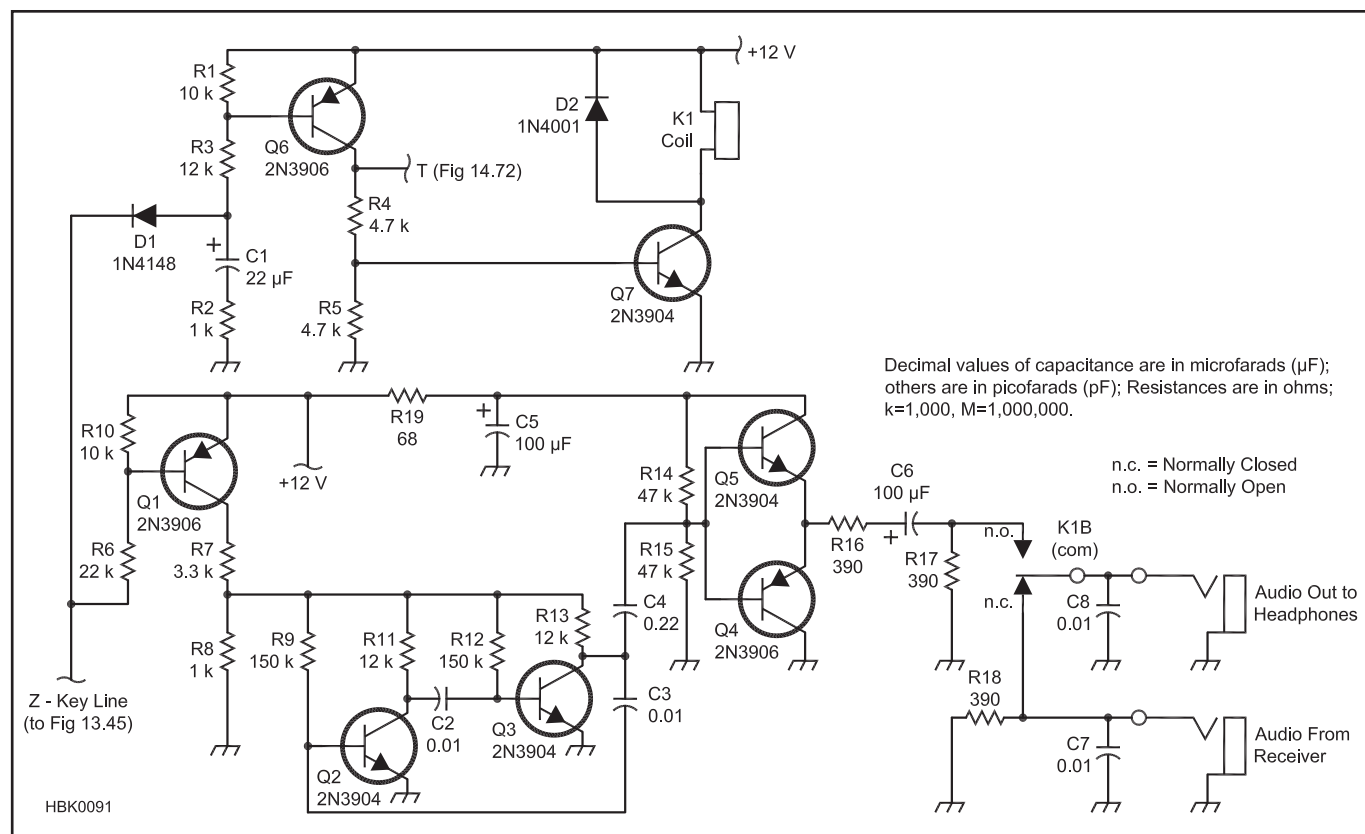 +12 V
R1
10 k
D2
1N4001
K1
Coil
R3
12 k
Q6
2N3906
T (Fig 14.72)
D1
1N4148
R4
4.7 k
+
C1
22 µF
Q7
2N3904
R2
1 k
R5
4.7 k
Decimal values of capacitance are in microfarads (µF);
others are in picofarads (pF); Resistances are in ohms;
k=1,000, M=1,000,000.
R19
68
+
C5
100 µF
R10
10 k
+12 V
R14
47 k
Q5
2N3904
C6
100 µF
n.c. = Normally Closed
n.o. = Normally Open
Q1
2N3906
R6
22 k
R7
3.3 k
R15
47 k
R16
390
+
R17
390
n.o.
K1B
(com)
n.c.
C8
0.01
Audio Out to
Headphones
C4
0.22
Q4
2N3906
R8
1 k
R9
150 k
R11
12 k
R12
150 k
R13
12 k
Z - Key Line
(to Fig 13.45)
C2
0.01
Q3
2N3904
C3
0.01
R18
390
C7
0.01
Audio From
Receiver
Q2
2N3904
HBK0091